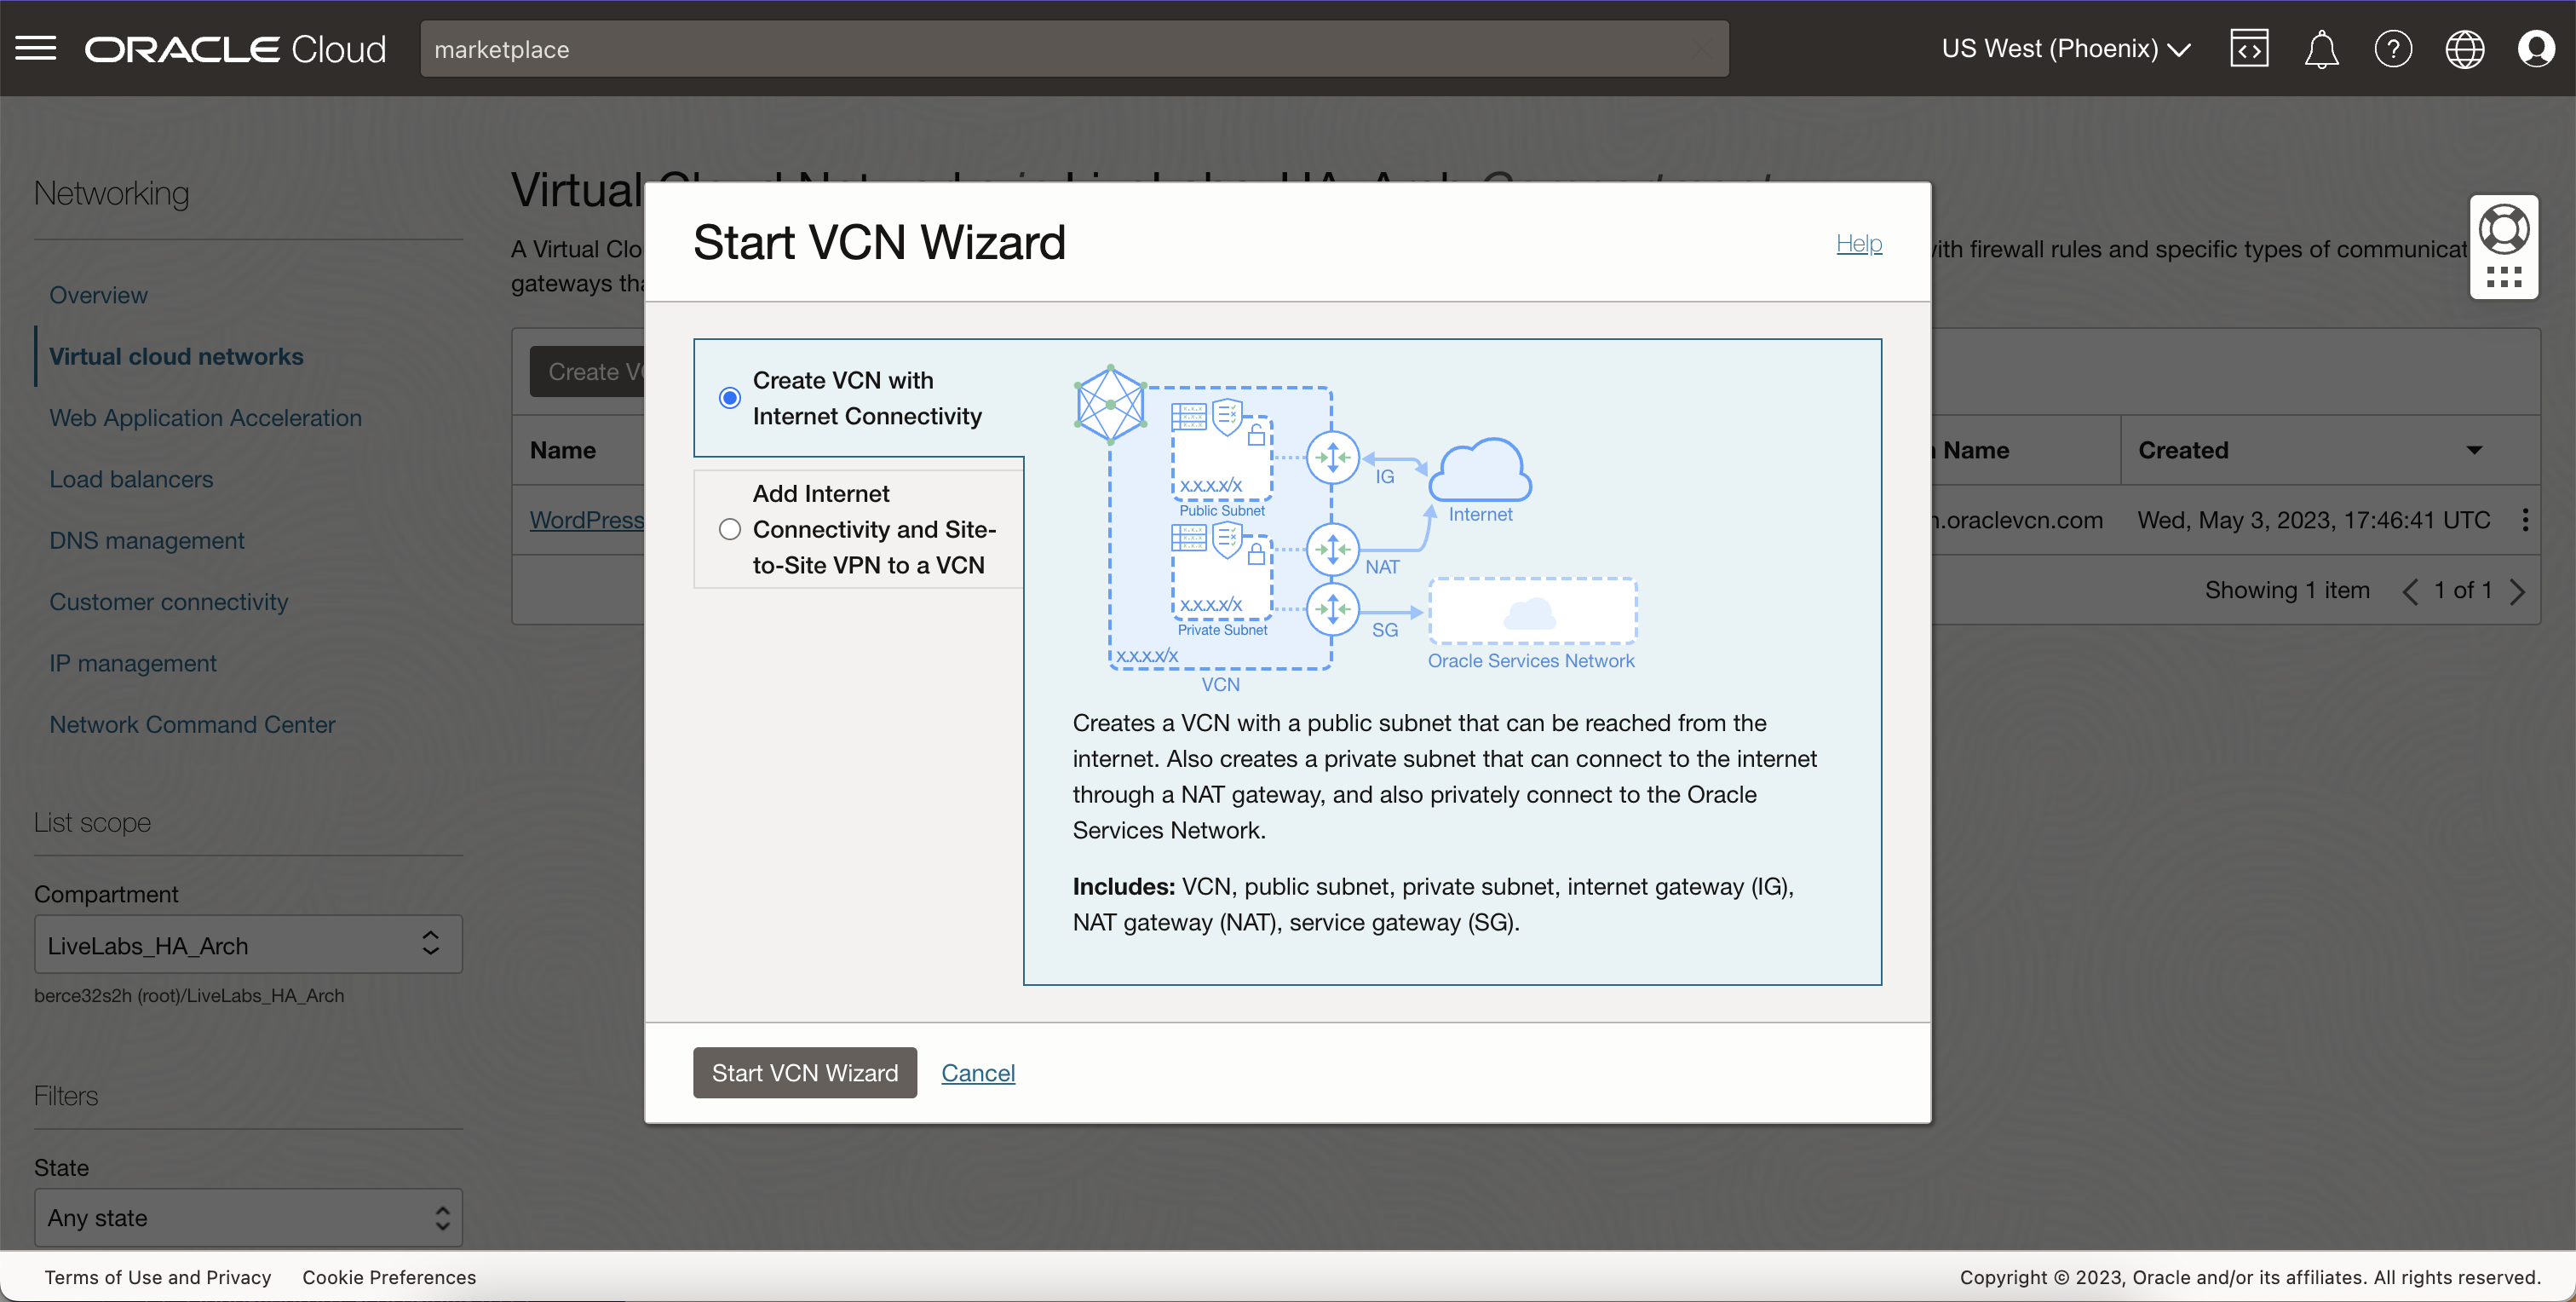 ORACLE Cloud
marketplace
US West (Phoenix)
Networking
Overview
Virtual cloud networks
Web Application Acceleration
Load balancers
DNS management
Customer connectivity
IP management
Network Command Center
List scope
Compartment
LiveLabs_HA_Arch
berce32s2h (root)/LiveLabs_HA_Arch
Filters
State
Any state
Virtual
A Virtual Clo
with firewall rules and specific types of communicat
gateways tha
Create VC
Name
Name
Created
WordPress
.oraclevcn.com
Wed, May 3, 2023, 17:46:41 UTC
Showing 1 item
1 of 1
Start VCN Wizard
Help
Create VCN with
Internet Connectivity
Add Internet
Connectivity and Site-
to-Site VPN to a VCN
x.x.x.x/x
Public Subnet
x.x.x.x/x
Private Subnet
x.x.x.x/x
VCN
IG
NAT
SG
Internet
Oracle Services Network
Creates a VCN with a public subnet that can be reached from the
internet. Also creates a private subnet that can connect to the internet
through a NAT gateway, and also privately connect to the Oracle
Services Network.
Includes: VCN, public subnet, private subnet, internet gateway (IG),
NAT gateway (NAT), service gateway (SG).
Start VCN Wizard
Cancel
Terms of Use and Privacy
Cookie Preferences
Copyright © 2023, Oracle and/or its affiliates. All rights reserved.